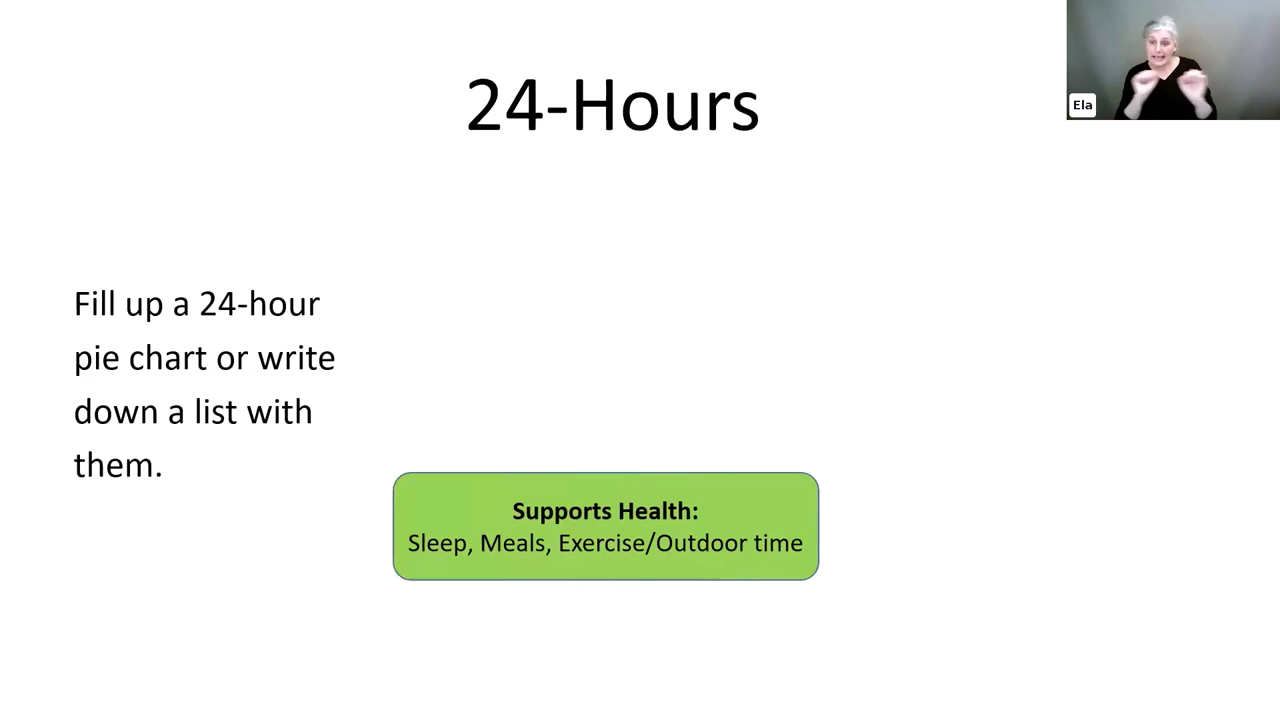 24-Hours
Ela
Fill up a 24-hour
pie chart or write
down a list with
them.
Supports Health:
Sleep, Meals, Exercise/Outdoor time